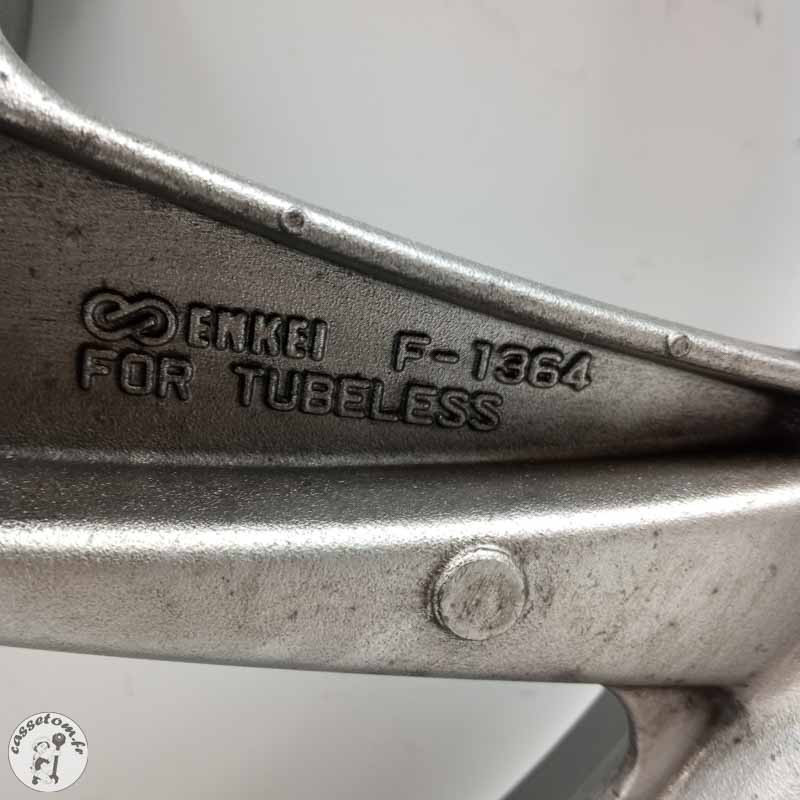 ENKEI F-1364
FOR TUBELESS
cassetom.fr